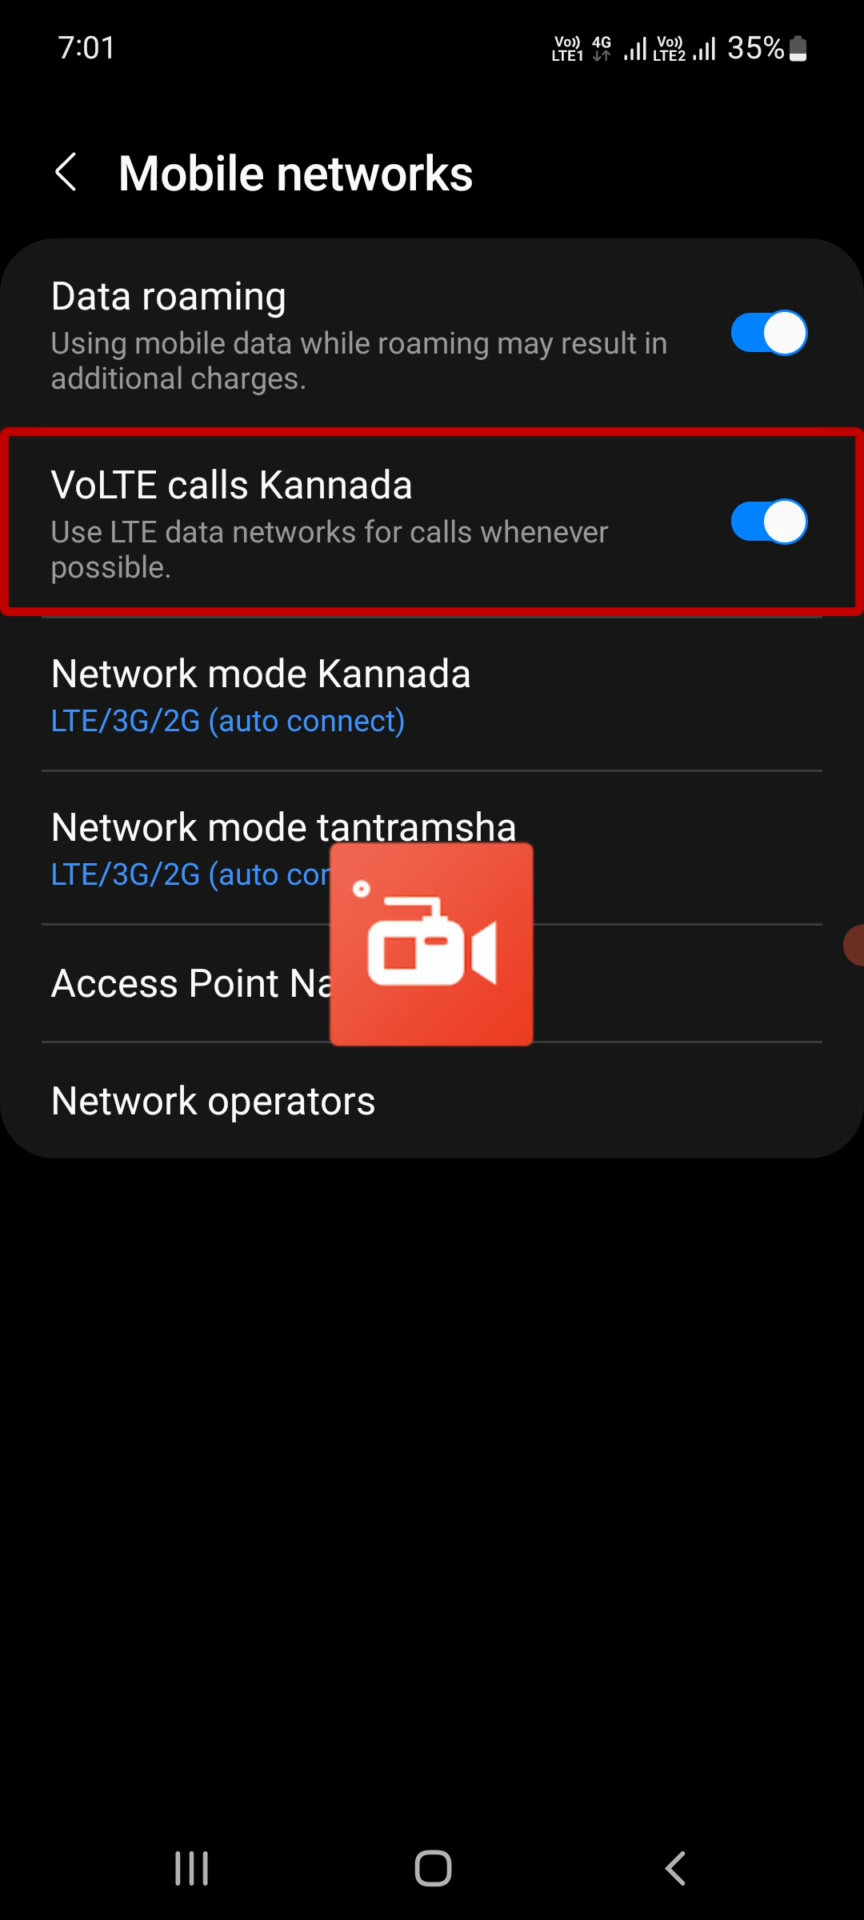 7:01
Vo)) LTE1 4G Vo)) LTE2 35%
Mobile networks
Data roaming
Using mobile data while roaming may result in
additional charges.
VoLTE calls Kannada
Use LTE data networks for calls whenever
possible.
Network mode Kannada
LTE/3G/2G (auto connect)
Network mode tantramsha
LTE/3G/2G (auto
Access Point
Network operators